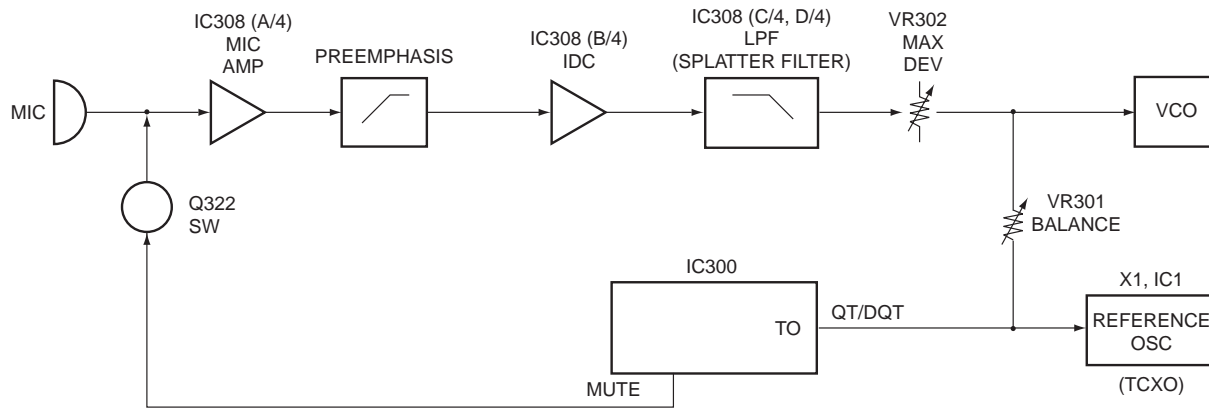 IC308 (A/4)
MIC
AMP
PREEMPHASIS
IC308 (B/4)
IDC
IC308 (C/4, D/4)
LPF
(SPLATTER FILTER)
VR302
MAX
DEV
MIC
VCO
Q322
SW
VR301
BALANCE
IC300
TO
QT/DQT
MUTE
X1, IC1
REFERENCE
OSC
(TCXO)